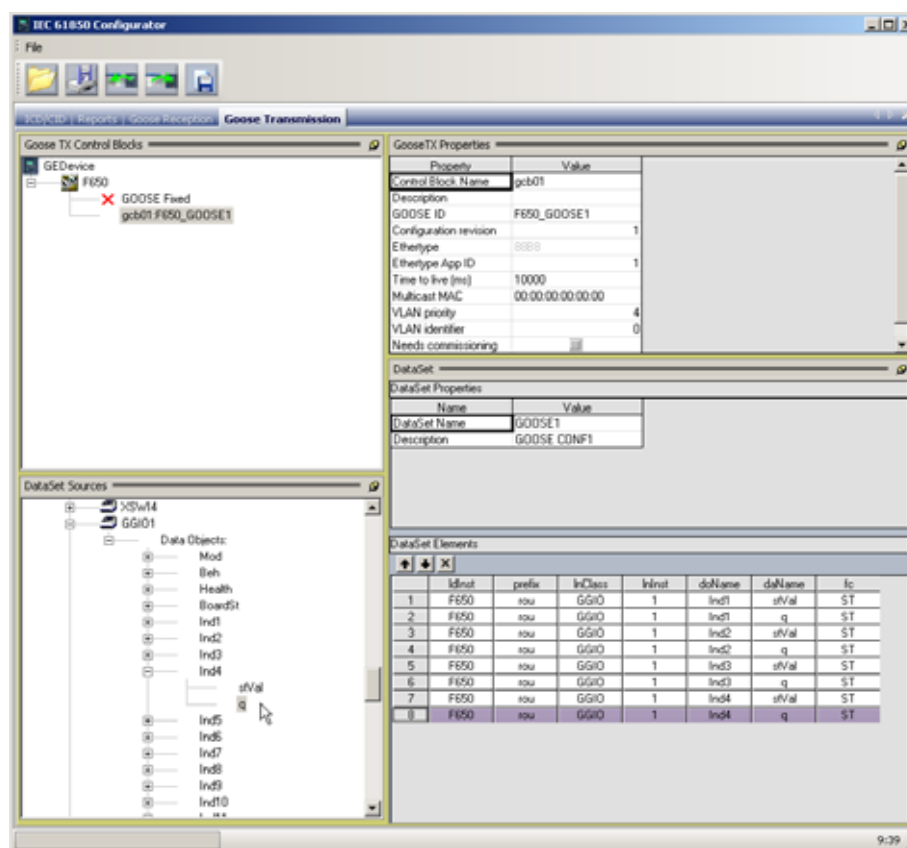 IEC 61850 Configurator
File
ICD/CID | Reports | Goose Reception | Goose Transmission
Goose TX Control Blocks
GEDevice
F650
GOOSE Fixed
gcb01:F650_GOOSE1
GooseTX Properties
Property Value
Control Block Name gcb01
Description
GOOSE ID F650_GOOSE1
Configuration revision 1
Ethertype 88B8
Ethertype App ID 1
Time to live (ms) 10000
Multicast MAC 00:00:00:00:00:00
VLAN priority 4
VLAN identifier 0
Needs commissioning
DataSet
DataSet Properties
Name Value
DataSet Name GOOSE1
Description GOOSE CONF1
DataSet Sources
XSWI4
GGIO1
Data Objects:
Mod
Beh
Health
BoardSt
Ind1
Ind2
Ind3
Ind4
stVal
q
Ind5
Ind6
Ind7
Ind8
Ind9
Ind10
DataSet Elements
ldInst prefix lnClass lnInst doName daName fc
1 F650 rou GGIO 1 Ind1 stVal ST
2 F650 rou GGIO 1 Ind1 q ST
3 F650 rou GGIO 1 Ind2 stVal ST
4 F650 rou GGIO 1 Ind2 q ST
5 F650 rou GGIO 1 Ind3 stVal ST
6 F650 rou GGIO 1 Ind3 q ST
7 F650 rou GGIO 1 Ind4 stVal ST
8 F650 rou GGIO 1 Ind4 q ST
9:39